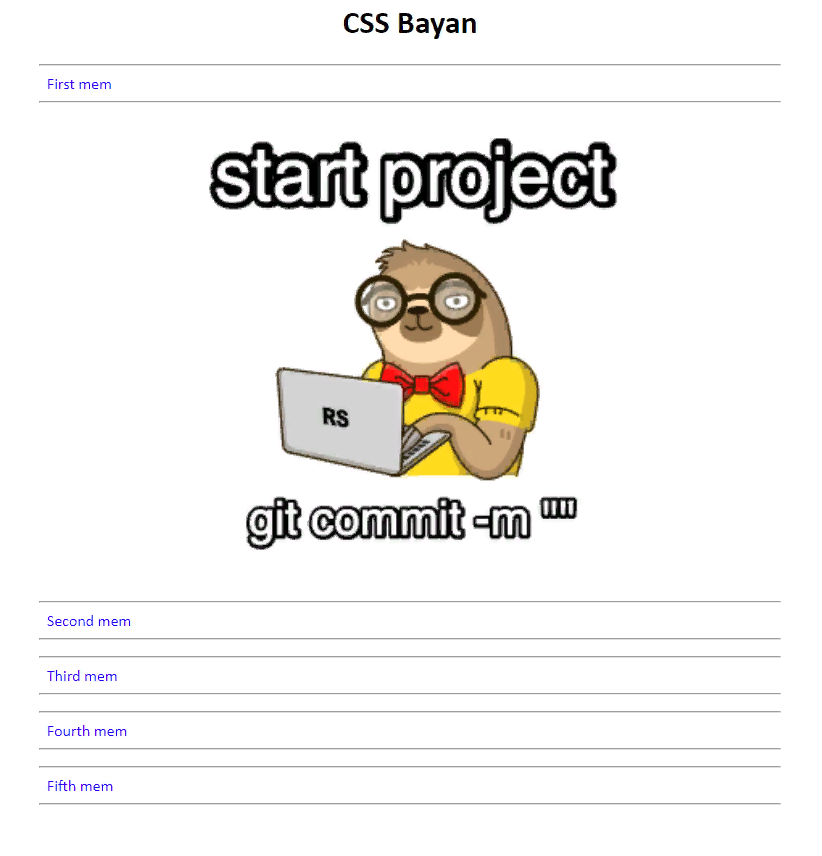 CSS Bayan
First mem
start project
RS
git commit -m ""
Second mem
Third mem
Fourth mem
Fifth mem